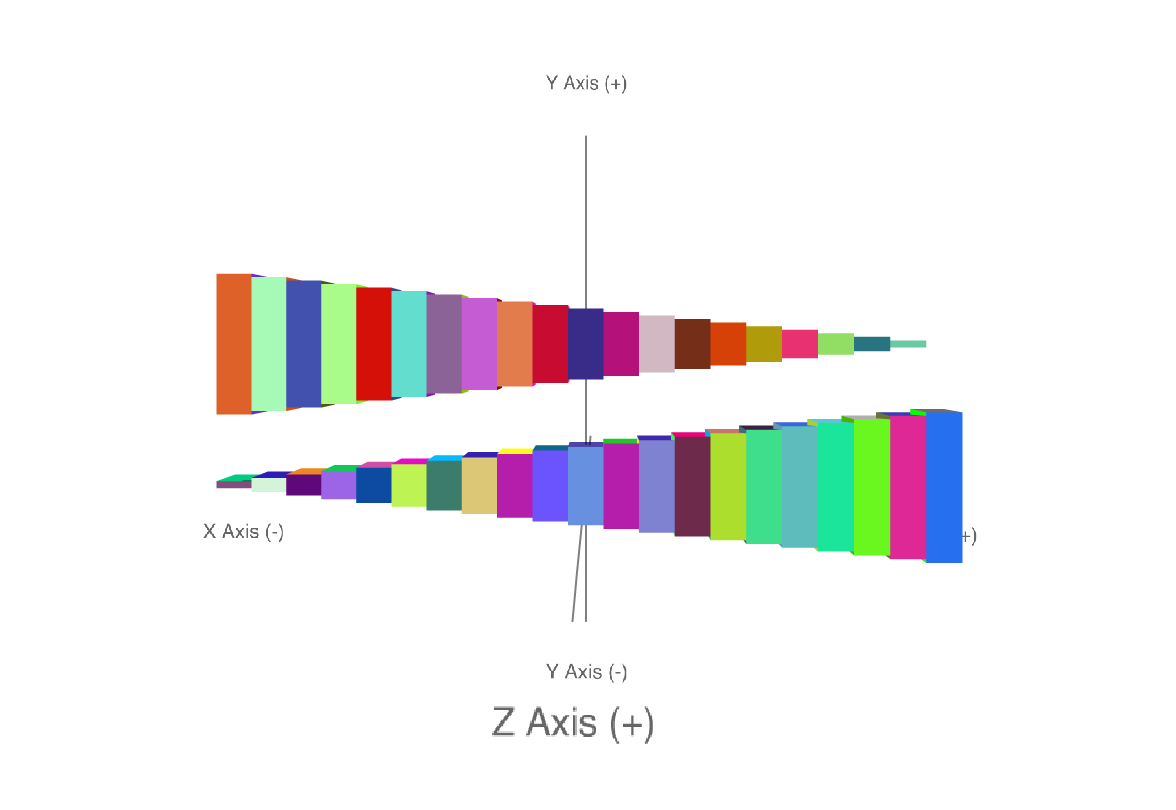 Y Axis (+)
X Axis (-)
+)
Y Axis (-)
Z Axis (+)